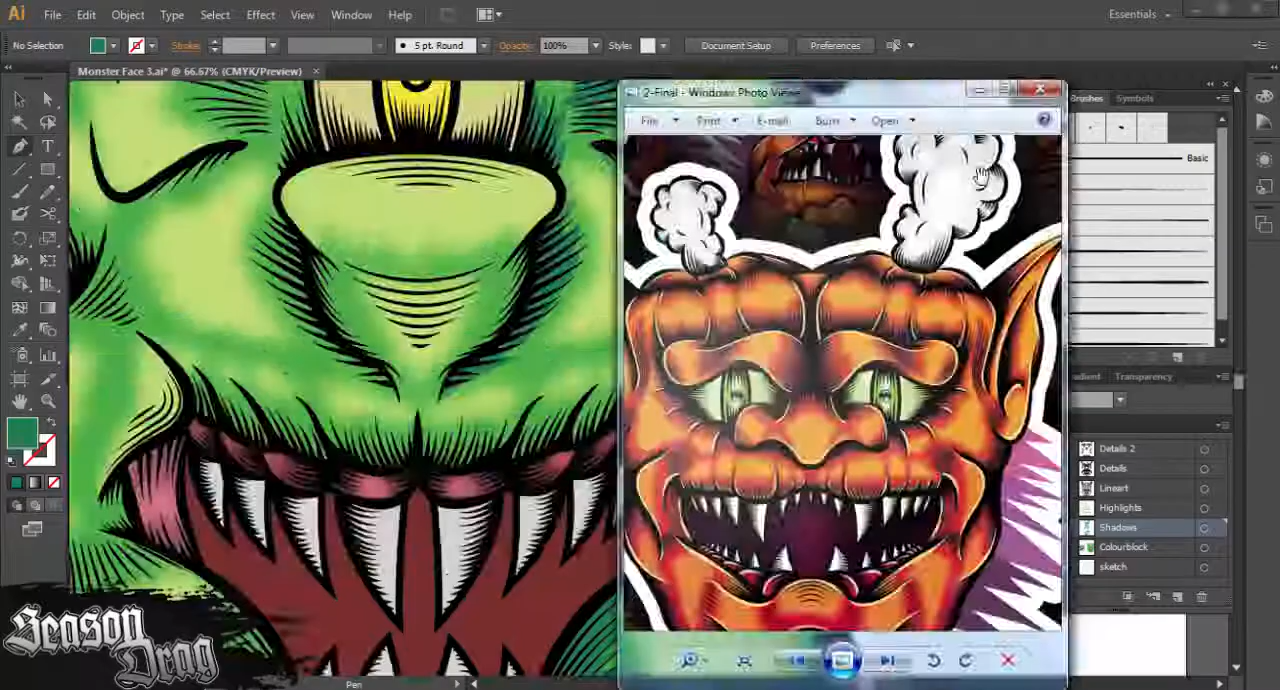 Ai File Edit Object Type Select Effect View Window Help Essentials
No Selection Stroke: 5 pt. Round Opacity: 100% Style: Document Setup Preferences
Monster Face 3.ai* @ 66.67% (CMYK/Preview) ×
2-Final - Windows Photo Viewer
File Print E-mail Burn Open
Brushes Symbols
Basic
Transparency
Details 2
Details
Lineart
Highlights
Shadows
Colourblock
sketch
Season
Drag
Pen